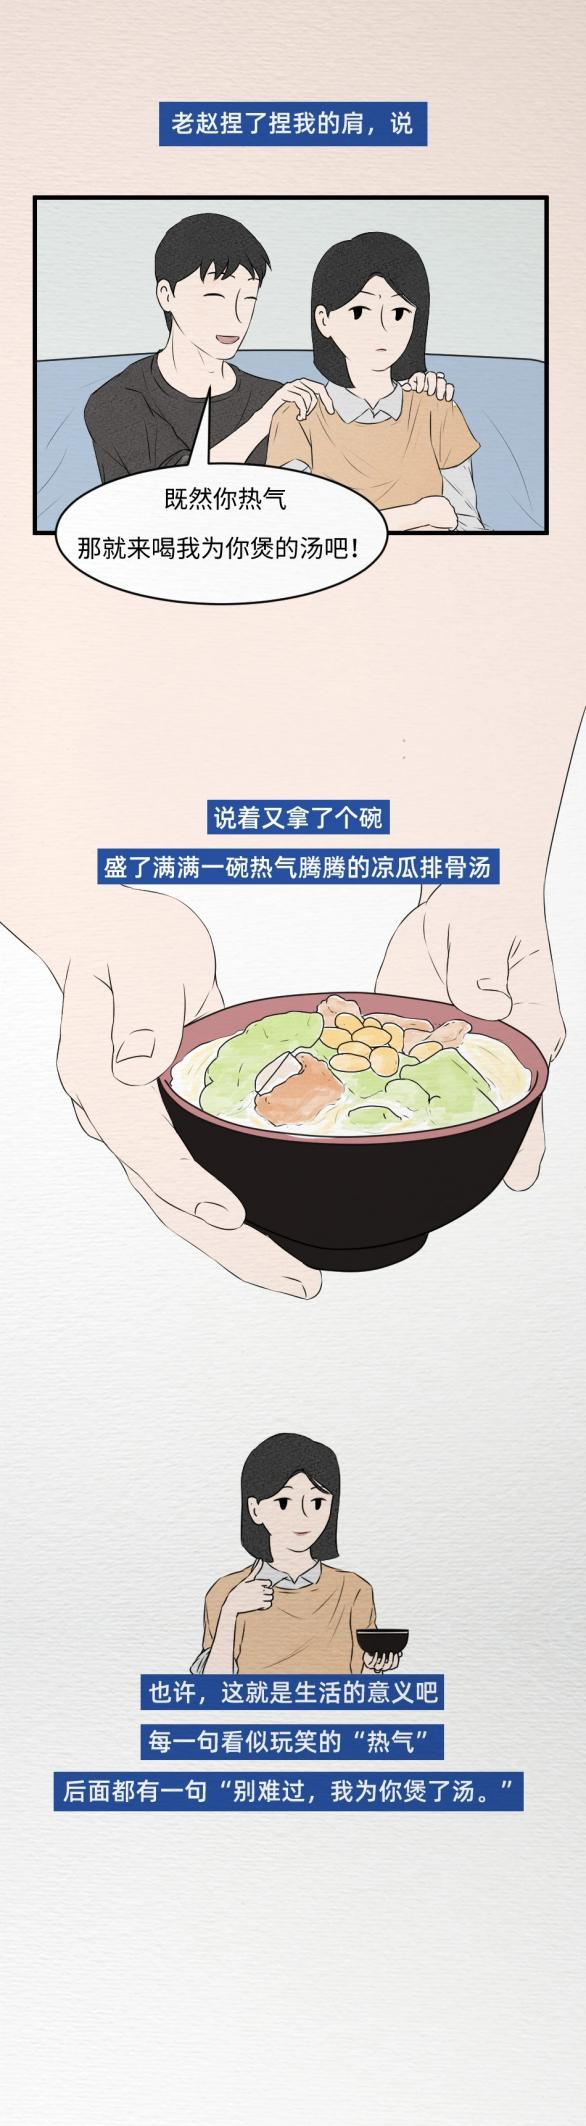 老赵捏了捏我的肩，说
既然你热气
那就来喝我为你煲的汤吧！
说着又拿了个碗
盛了满满一碗热气腾腾的凉瓜排骨汤
也许，这就是生活的意义吧
每一句看似玩笑的“热气”
后面都有一句“别难过，我为你煲了汤。”